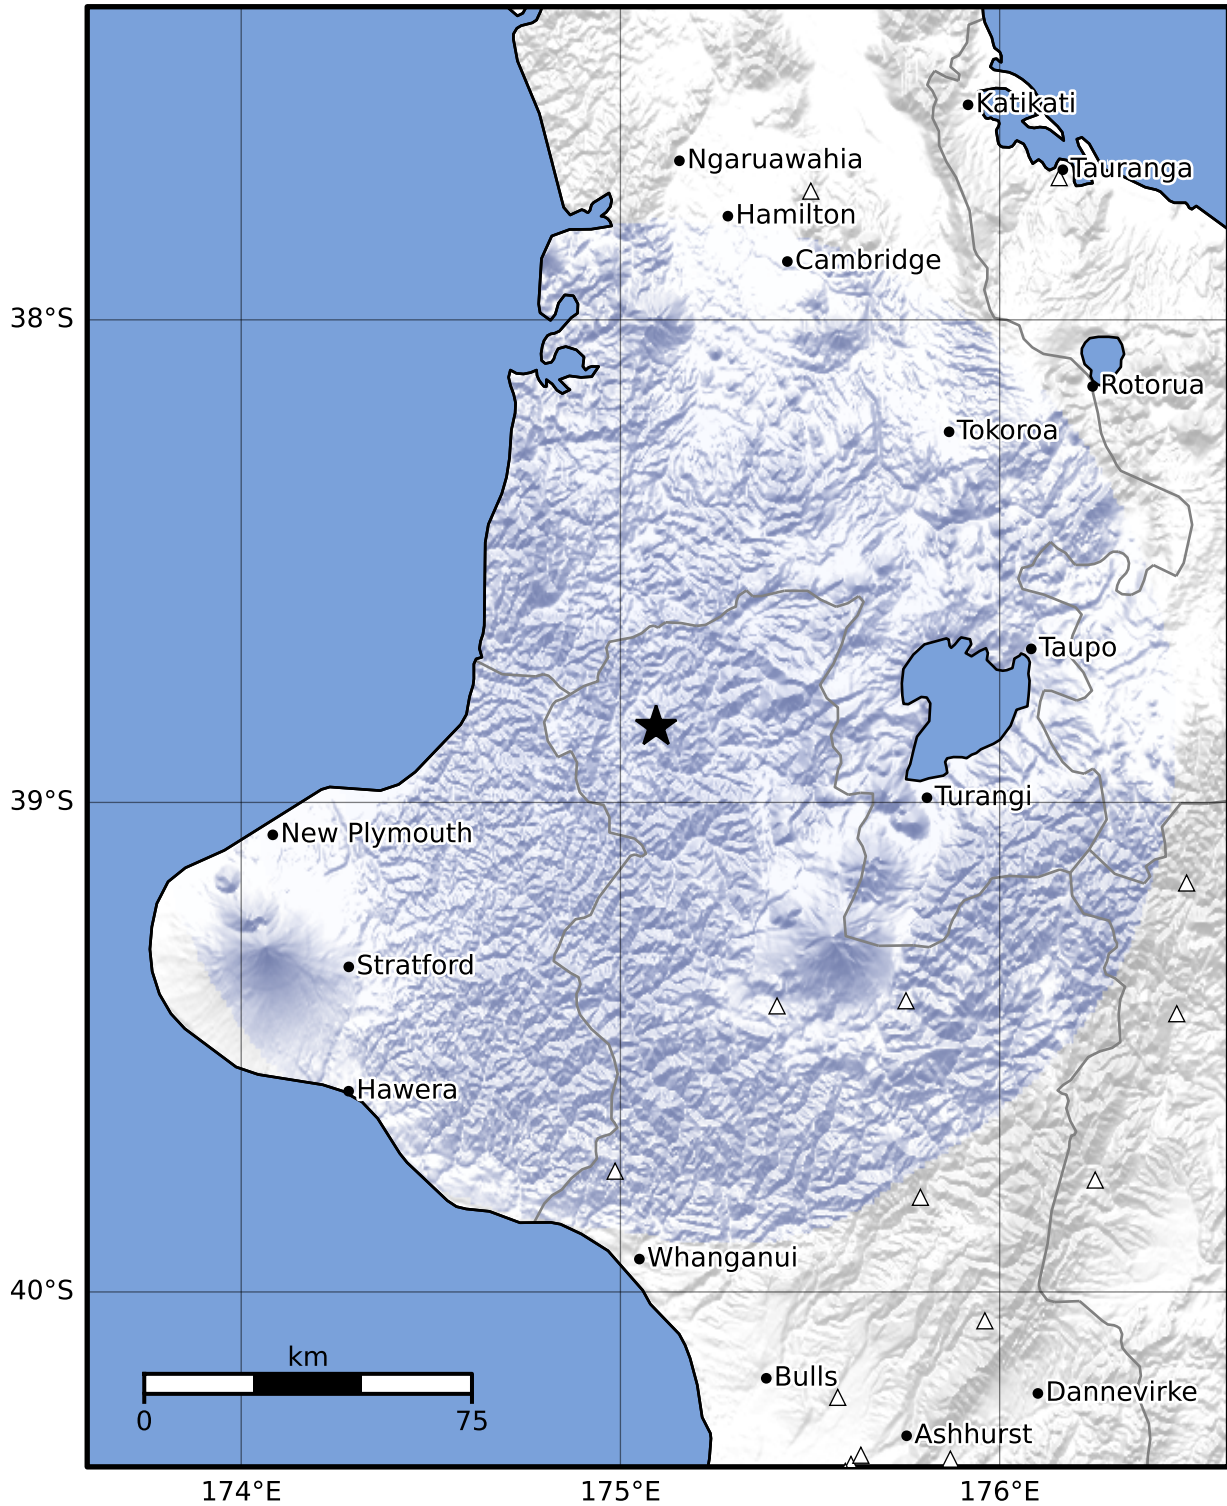 Katikati
Ngaruawahia
Tauranga
Hamilton
Cambridge
38°S
Rotorua
Tokoroa
Taupo
39°S
Turangi
New Plymouth
Stratford
Hawera
Whanganui
40°S
km
0 75
Bulls
Dannevirke
Ashhurst
174°E 175°E 176°E